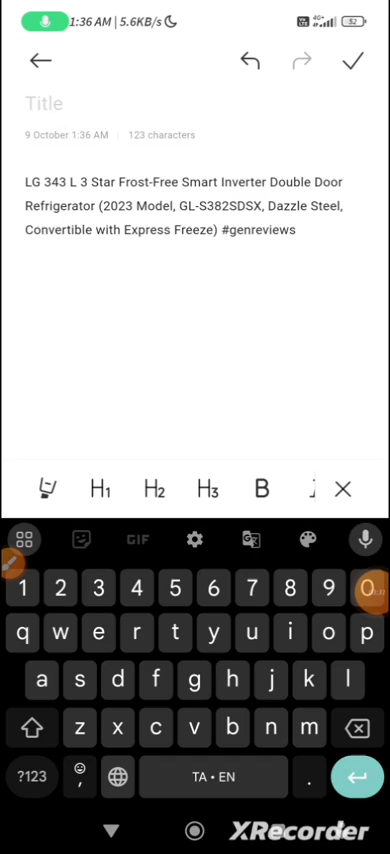 1:36 AM | 5.6KB/s
4G+
52
Title
9 October 1:36 AM | 123 characters
LG 343 L 3 Star Frost-Free Smart Inverter Double Door
Refrigerator (2023 Model, GL-S382SDSX, Dazzle Steel,
Convertible with Express Freeze) #genreviews
H1 H2 H3 B
GIF
1 2 3 4 5 6 7 8 9 0
q w e r t y u i o p
a s d f g h j k l
z x c v b n m
?123 , TA • EN .
XRecorder